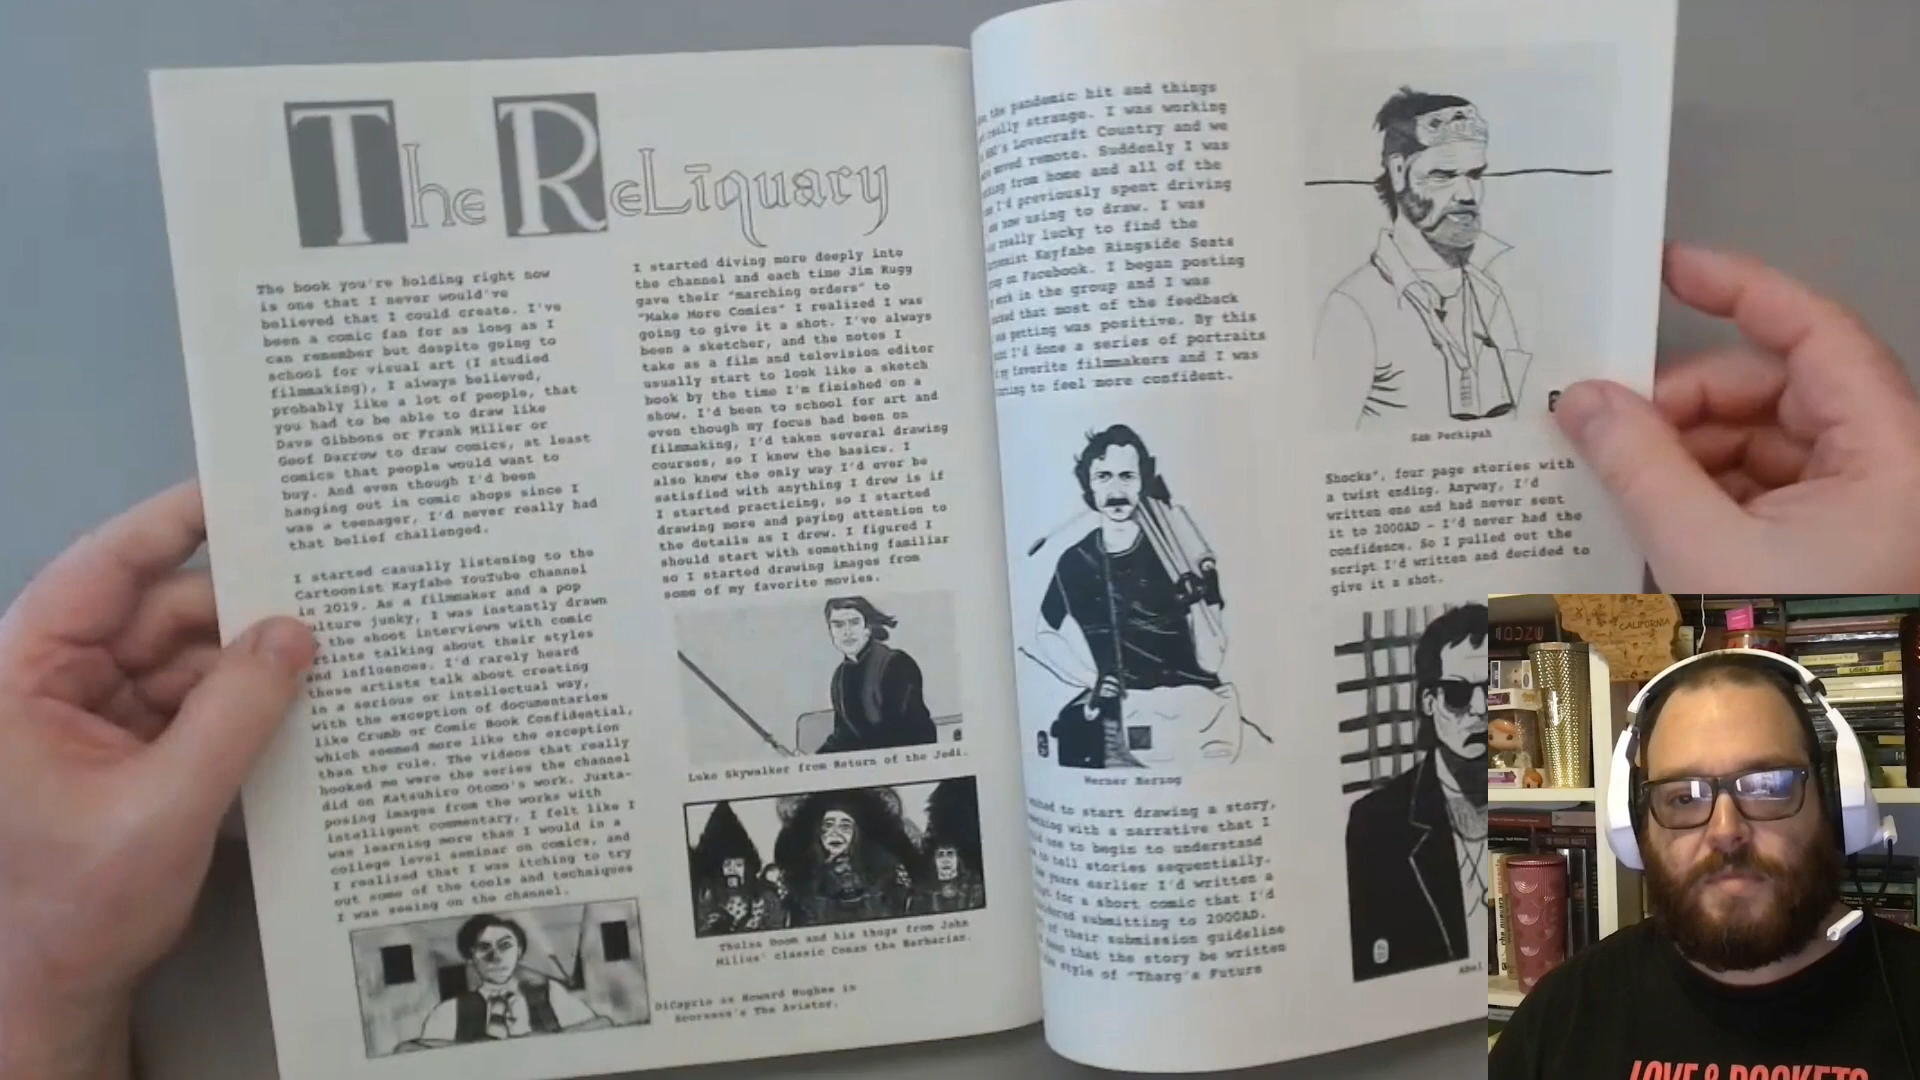 The Relīquary
The book you're holding right now
is one that I never would've
believed that I could create. I've
been a comic fan for as long as I
can remember but despite going to
school for visual art (I studied
filmmaking), I always believed,
probably like a lot of people, that
you had to be able to draw like
Dave Gibbons or Frank Miller or
Geof Darrow to draw comics, at least
comics that people would want to
buy. And even though I'd been
hanging out in comic shops since I
was a teenager, I'd never really had
that belief challenged.
I started casually listening to the
Cartoonist Kayfabe YouTube channel
in 2019. As a filmmaker and a pop
culture junky, I was instantly drawn
the shoot interviews with comic
artists talking about their styles
and influences. I'd rarely heard
these artists talk about creating
in a serious or intellectual way,
with the exception of documentaries
like Crumb or Comic Book Confidential,
which seemed more like the exception
than the rule. The videos that really
hooked me were the series the channel
did on Katsuhiro Otomo's work. Juxta-
posing images from the works with
intelligent commentary, I felt like I
was learning more than I would in a
college level seminar on comics, and
I realized that I was itching to try
out some of the tools and techniques
I was seeing on the channel.
DiCaprio as Howard Hughes in
Scorsese's The Aviator.
I started diving more deeply into
the channel and each time Jim Rugg
gave their "marching orders" to
"Make More Comics" I realized I was
going to give it a shot. I've always
been a sketcher, and the notes I
take as a film and television editor
usually start to look like a sketch
book by the time I'm finished on a
show. I'd been to school for art and
even though my focus had been on
filmmaking, I'd taken several drawing
courses, so I knew the basics. I
also knew the only way I'd ever be
satisfied with anything I drew is if
I started practicing, so I started
drawing more and paying attention to
the details as I drew. I figured I
should start with something familiar
so I started drawing images from
some of my favorite movies.
Luke Skywalker from Return of the Jedi.
Thulsa Doom and his thugs from John
Milius' classic Conan the Barbarian.
the pandemic hit and things
really strange. I was working
HBO's Lovecraft Country and we
moved remote. Suddenly I was
from home and all of the
I'd previously spent driving
now using to draw. I was
really lucky to find the
Kayfabe Ringside Seats
on Facebook. I began posting
work in the group and I was
that most of the feedback
was getting was positive. By this
I'd done a series of portraits
my favorite filmmakers and I was
to feel more confident.
Werner Herzog
to start drawing a story,
with a narrative that I
use to begin to understand
to tell stories sequentially.
years earlier I'd written a
for a short comic that I'd
submitting to 2000AD.
of their submission guideline
that the story be written
style of "Tharg's Future
Sam Peckipah
Shocks", four page stories with
a twist ending. Anyway, I'd
written one and had never sent
it to 2000AD – I'd never had the
confidence. So I pulled out the
script I'd written and decided to
give it a shot.
Abel
CALIFORNIA
LOVE & ROCKETS